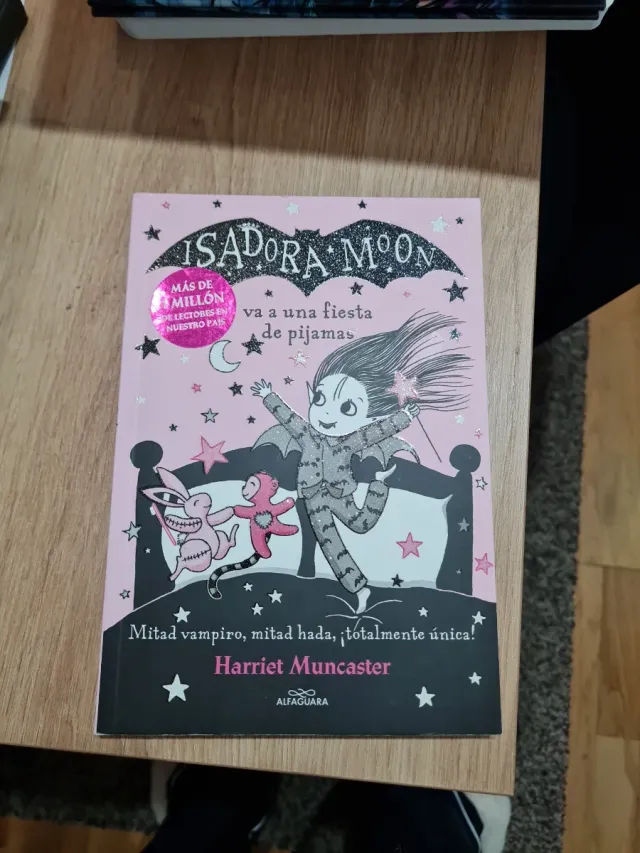 ISADORA MOON
MÁS DE
1 MILLÓN
DE LECTORES EN
NUESTRO PAÍS
va a una fiesta
de pijamas
Mitad vampiro, mitad hada, ¡totalmente única!
Harriet Muncaster
ALFAGUARA